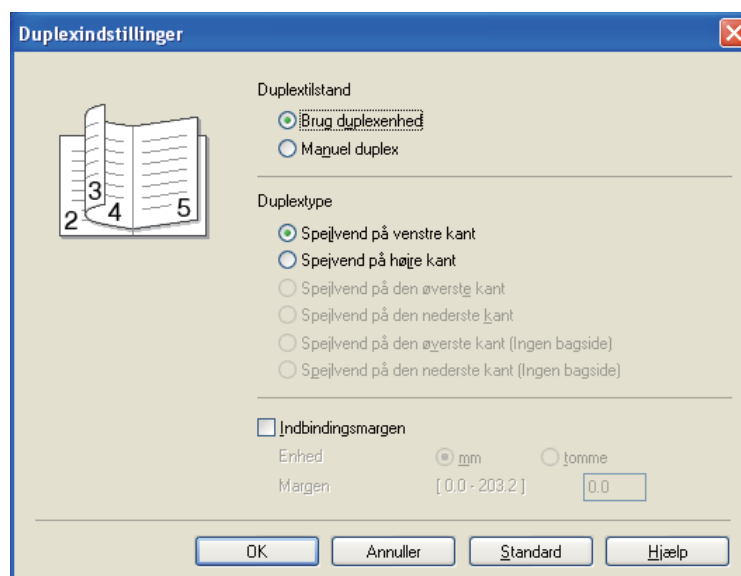 Duplexindstillinger
Duplextilstand
Brug duplexenhed
Manuel duplex
2 3 4 5
Duplextype
Spejlvend på venstre kant
Spejvend på højre kant
Spejlvend på den øverste kant
Spejlvend på den nederste kant
Spejlvend på den øverste kant (Ingen bagside)
Spejlvend på den nederste kant (Ingen bagside)
Indbindingsmargen
Enhed mm tomme
Margen [ 0.0 - 203.2 ] 0.0
OK Annuller Standard Hjælp